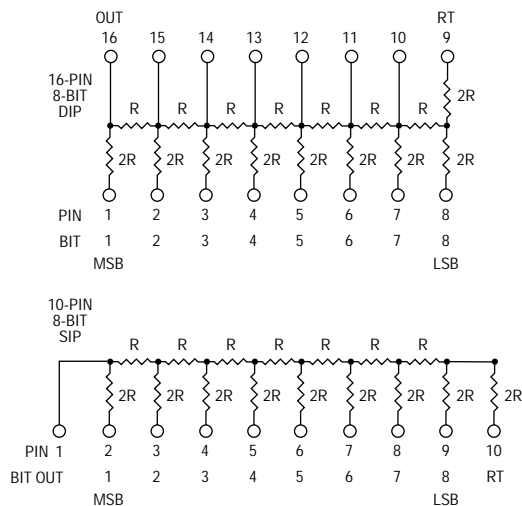 OUT RT
16 15 14 13 12 11 10 9
16-PIN
8-BIT
DIP
2R
R R R R R R R
2R 2R 2R 2R 2R 2R 2R 2R
PIN 1 2 3 4 5 6 7 8
BIT 1 2 3 4 5 6 7 8
MSB LSB
10-PIN
8-BIT
SIP
R R R R R R R
2R 2R 2R 2R 2R 2R 2R 2R 2R
PIN 1 2 3 4 5 6 7 8 9 10
BIT OUT 1 2 3 4 5 6 7 8 RT
MSB LSB